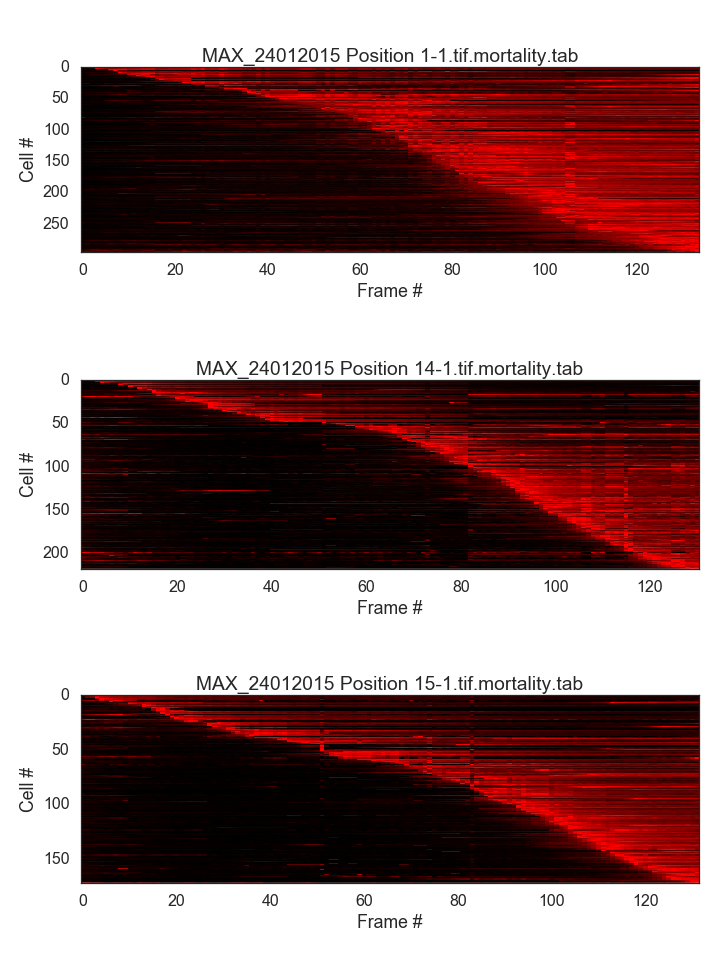 MAX_24012015 Position 1-1.tif.mortality.tab
0
50
100
150
200
250
Cell #
0 20 40 60 80 100 120
Frame #
MAX_24012015 Position 14-1.tif.mortality.tab
0
50
100
150
200
Cell #
0 20 40 60 80 100 120
Frame #
MAX_24012015 Position 15-1.tif.mortality.tab
0
50
100
150
Cell #
0 20 40 60 80 100 120
Frame #